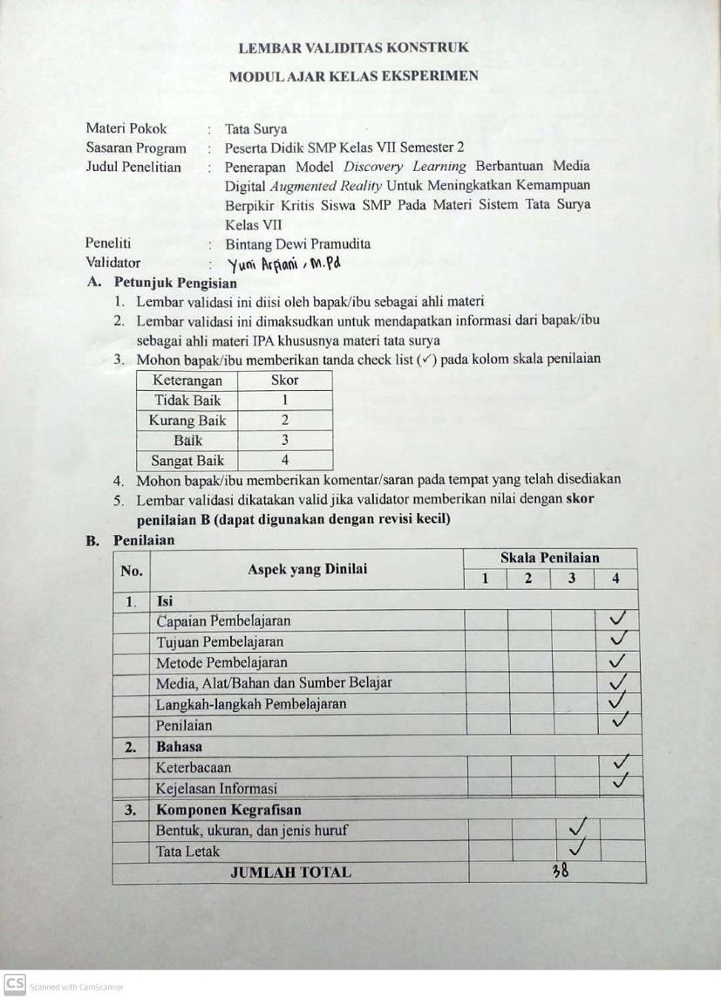 LEMBAR VALIDITAS KONSTRUK
MODUL AJAR KELAS EKSPERIMEN
Materi Pokok : Tata Surya
Sasaran Program : Peserta Didik SMP Kelas VII Semester 2
Judul Penelitian : Penerapan Model Discovery Learning Berbantuan Media
Digital Augmented Reality Untuk Meningkatkan Kemampuan
Berpikir Kritis Siswa SMP Pada Materi Sistem Tata Surya
Kelas VII
Peneliti : Bintang Dewi Pramudita
Validator : Yuni Arpiani, M.Pd
A. Petunjuk Pengisian
1. Lembar validasi ini diisi oleh bapak/ibu sebagai ahli materi
2. Lembar validasi ini dimaksudkan untuk mendapatkan informasi dari bapak/ibu
sebagai ahli materi IPA khususnya materi tata surya
3. Mohon bapak/ibu memberikan tanda check list (✓) pada kolom skala penilaian
Keterangan Skor
Tidak Baik 1
Kurang Baik 2
Baik 3
Sangat Baik 4
4. Mohon bapak/ibu memberikan komentar/saran pada tempat yang telah disediakan
5. Lembar validasi dikatakan valid jika validator memberikan nilai dengan skor
penilaian B (dapat digunakan dengan revisi kecil)
B. Penilaian
No. Aspek yang Dinilai Skala Penilaian
1 2 3 4
1. Isi
Capaian Pembelajaran ✓
Tujuan Pembelajaran ✓
Metode Pembelajaran ✓
Media, Alat/Bahan dan Sumber Belajar ✓
Langkah-langkah Pembelajaran ✓
Penilaian ✓
2. Bahasa
Keterbacaan ✓
Kejelasan Informasi ✓
3. Komponen Kegrafisan
Bentuk, ukuran, dan jenis huruf ✓
Tata Letak ✓
JUMLAH TOTAL 38
CS Scanned with CamScanner